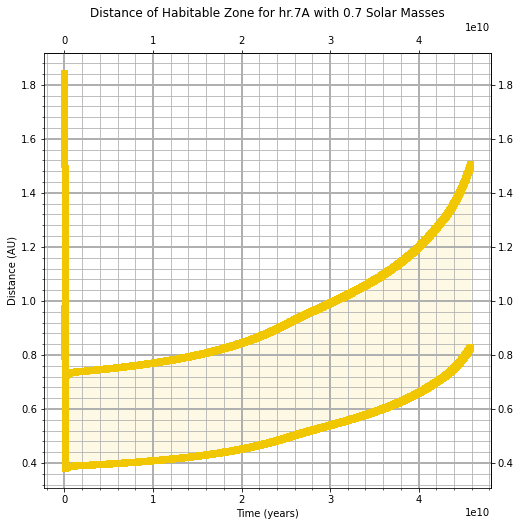 Distance of Habitable Zone for hr.7A with 0.7 Solar Masses
1e10
0 1 2 3 4
1.8 1.8
1.6 1.6
1.4 1.4
1.2 1.2
1.0 1.0
0.8 0.8
0.6 0.6
0.4 0.4
Distance (AU)
0 1 2 3 4
Time (years)
1e10